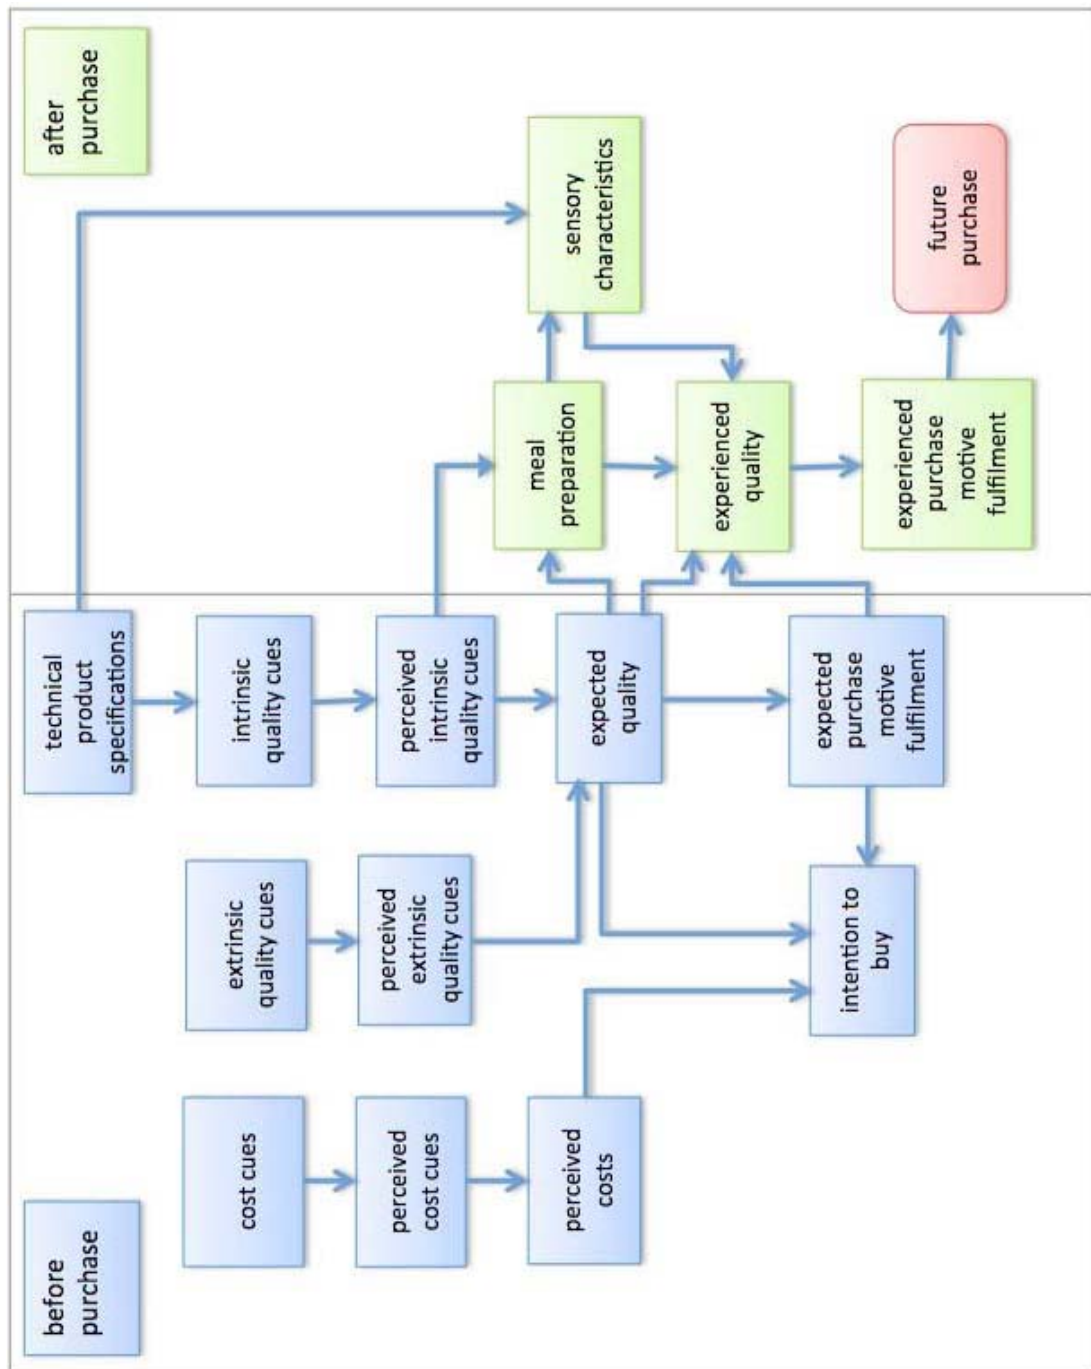 before
purchase
after
purchase
technical
product
specifications
cost cues
extrinsic
quality cues
intrinsic
quality cues
perceived
cost cues
perceived
extrinsic
quality cues
perceived
intrinsic
quality cues
perceived
costs
expected
quality
meal
preparation
sensory
characteristics
experienced
quality
intention to
buy
expected
purchase
motive
fulfilment
experienced
purchase
motive
fulfilment
future
purchase